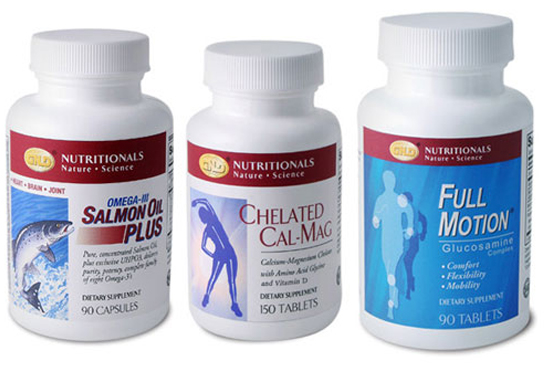 GNLD
NUTRITIONALS
Nature • Science
HEART • BRAIN • JOINT
OMEGA-III
SALMON OIL
PLUS
Pure, concentrated Salmon Oil,
plus exclusive UHPO3, delivers
purity, potency, complete family
of eight Omega-3's
DIETARY SUPPLEMENT
90 CAPSULES
GNLD
NUTRITIONALS
Nature • Science
CHELATED
CAL-MAG
Calcium-Magnesium Chelate
with Amino Acid Glycine
and Vitamin D
DIETARY SUPPLEMENT
150 TABLETS
GNLD
NUTRITIONALS
Nature • Science
FULL
MOTION™
Glucosamine
Complex
• Comfort
• Flexibility
• Mobility
DIETARY SUPPLEMENT
90 TABLETS